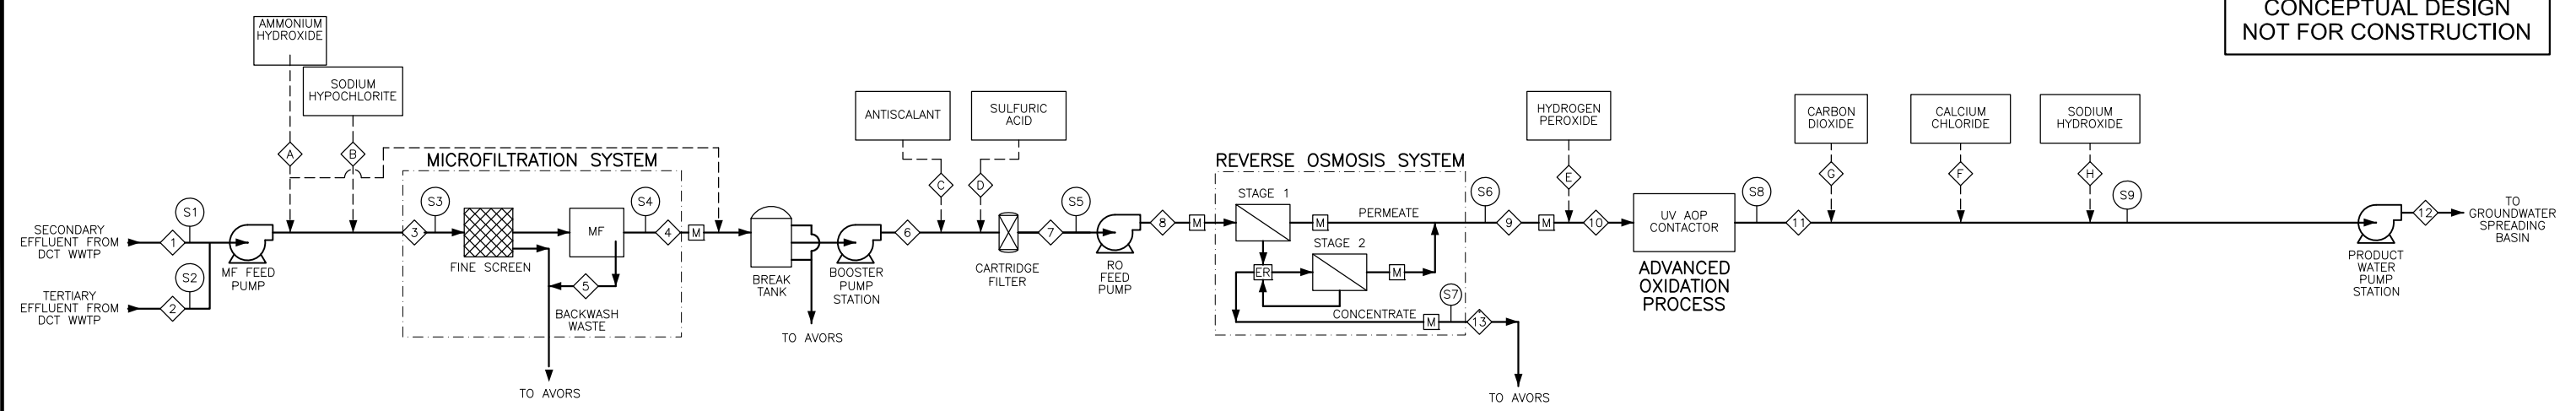 CONCEPTUAL DESIGN
NOT FOR CONSTRUCTION
AMMONIUM
HYDROXIDE
SODIUM
HYPOCHLORITE
A
B
SECONDARY
EFFLUENT FROM
DCT WWTP
1
S1
TERTIARY
EFFLUENT FROM
DCT WWTP
2
S2
MF FEED
PUMP
MICROFILTRATION SYSTEM
3
S3
FINE SCREEN
MF
S4
4
M
5
BACKWASH
WASTE
TO AVORS
BREAK
TANK
TO AVORS
BOOSTER
PUMP
STATION
6
ANTISCALANT
C
SULFURIC
ACID
D
CARTRIDGE
FILTER
7
S5
RO
FEED
PUMP
8
M
REVERSE OSMOSIS SYSTEM
STAGE 1
M
PERMEATE
STAGE 2
ER
M
CONCENTRATE
M
S7
13
TO AVORS
S6
9
M
HYDROGEN
PEROXIDE
E
10
UV AOP
CONTACTOR
ADVANCED
OXIDATION
PROCESS
S8
11
CARBON
DIOXIDE
G
CALCIUM
CHLORIDE
F
SODIUM
HYDROXIDE
H
S9
PRODUCT
WATER
PUMP
STATION
12
TO
GROUNDWATER
SPREADING
BASIN